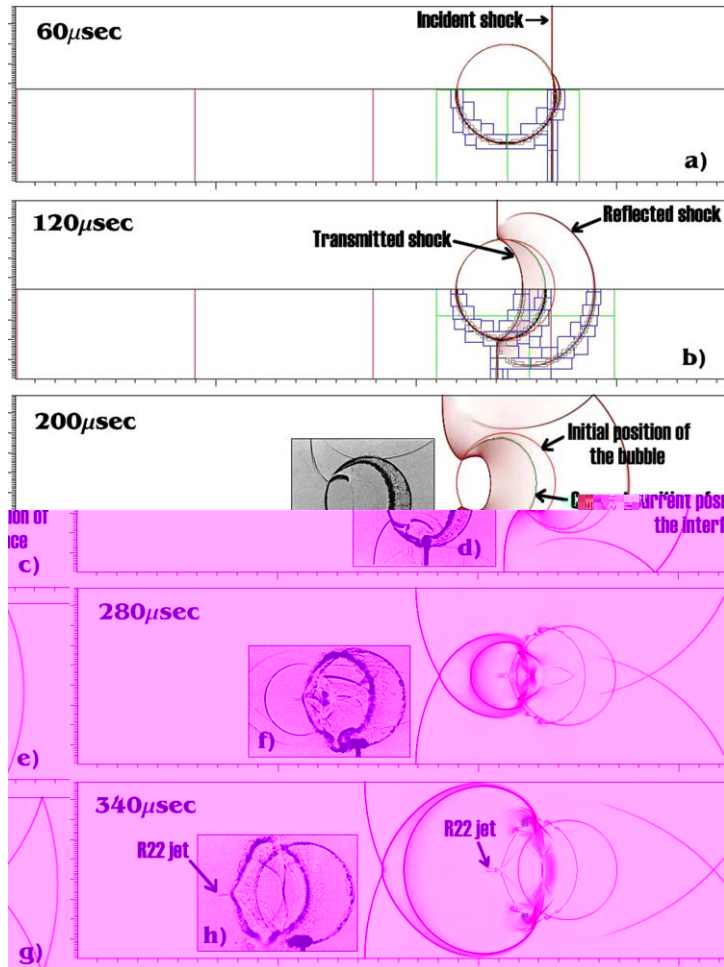 60μsec
Incident shock
a)
120μsec
Transmitted shock
Reflected shock
b)
200μsec
Initial position of
the bubble
the interf
c)
d)
280μsec
f)
e)
340μsec
R22 jet
R22 jet
h)
g)